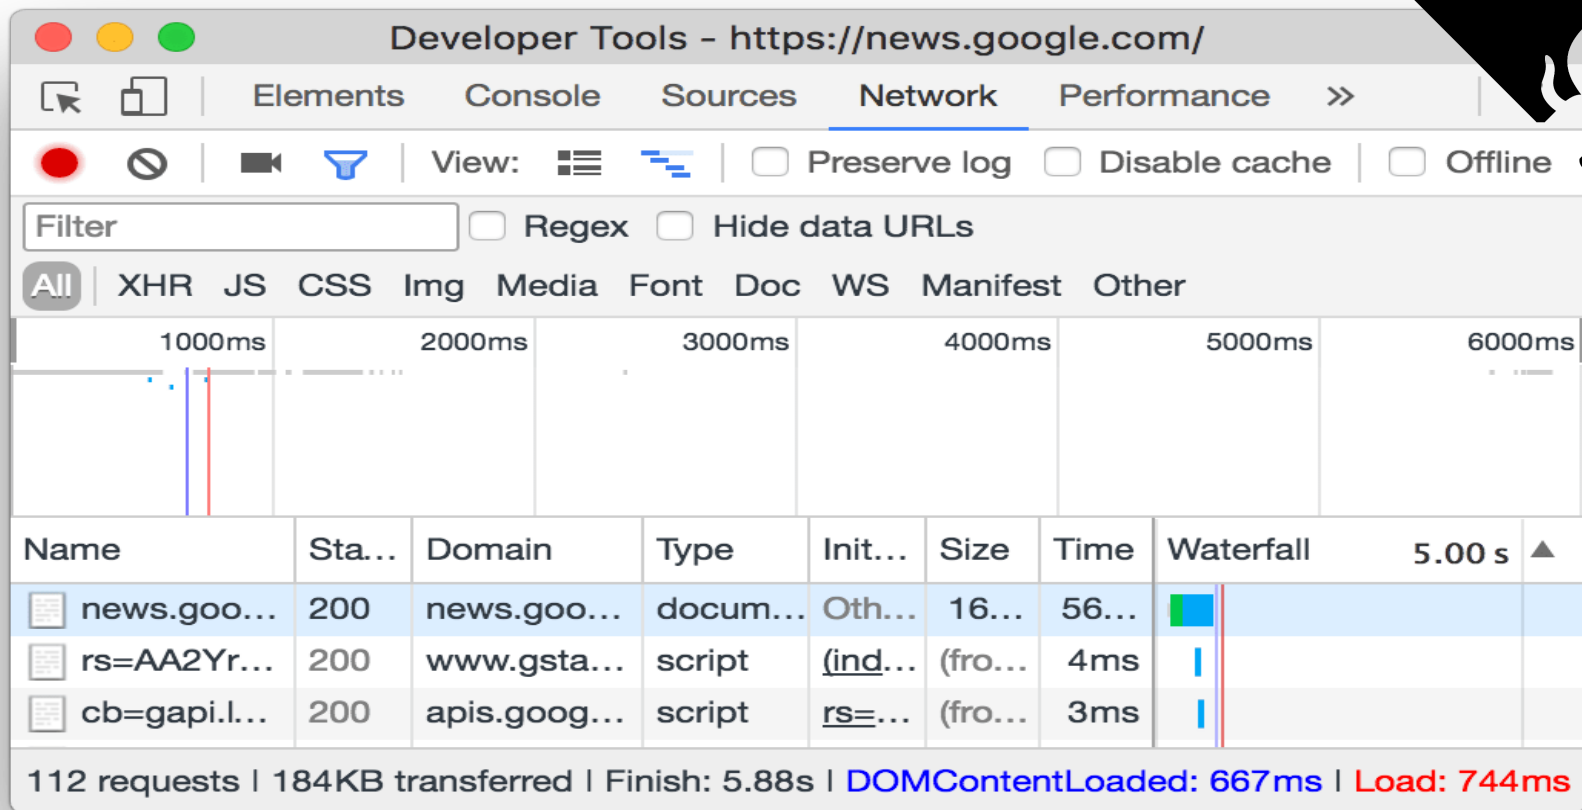 Developer Tools - https://news.google.com/
Elements Console Sources Network Performance »
View: Preserve log Disable cache Offline
Filter Regex Hide data URLs
All XHR JS CSS Img Media Font Doc WS Manifest Other
1000ms 2000ms 3000ms 4000ms 5000ms 6000ms
Name Sta... Domain Type Init... Size Time Waterfall 5.00 s
news.goo... 200 news.goo... docum... Oth... 16... 56...
rs=AA2Yr... 200 www.gsta... script (ind... (fro... 4ms
cb=gapi.l... 200 apis.goog... script rs=... (fro... 3ms
112 requests | 184KB transferred | Finish: 5.88s | DOMContentLoaded: 667ms | Load: 744ms